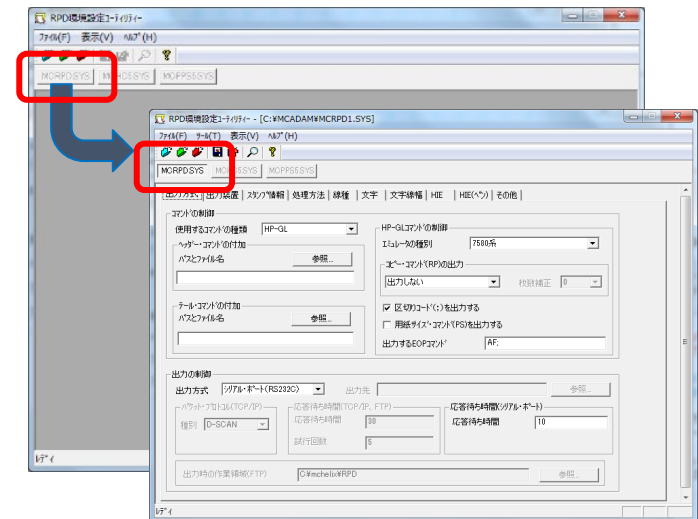 RPD環境設定ユーティリティー
ファイル(F) 表示(V) ヘルプ(H)
MCRPD.SYS
MOPPS5.SYS
レディ
RPD環境設定ユーティリティー - [C:¥MCADAM¥MCRPD1.SYS]
ファイル(F) ツール(T) 表示(V) ヘルプ(H)
MCRPD.SYS
MOPPS5.SYS
出力方式 出力装置 スタンプ情報 処理方法 線種 文字 文字線幅 HIE HIE(ペン) その他
コマンドの制御
使用するコマンドの種類 HP-GL
ヘッダー・コマンドの付加
パスとファイル名 参照...
テール・コマンドの付加
パスとファイル名 参照...
HP-GLコマンドの制御
エミュレータの種別 7580系
コピー・コマンド(RP)の出力
出力しない 枚数補正 0
区切りコード(;)を出力する
用紙サイズ・コマンド(PS)を出力する
出力するEOPコマンド AF;
出力の制御
出力方式 シリアル・ポート(RS232C) 出力先 参照...
パケット・プロトコル(TCP/IP)
種別 D-SCAN
応答待ち時間(TCP/IP, FTP)
応答待ち時間 30
試行回数 5
応答待ち時間(シリアル・ポート)
応答待ち時間 10
出力時の作業領域(FTP) C:¥mchelix¥RPD 参照...
レディ